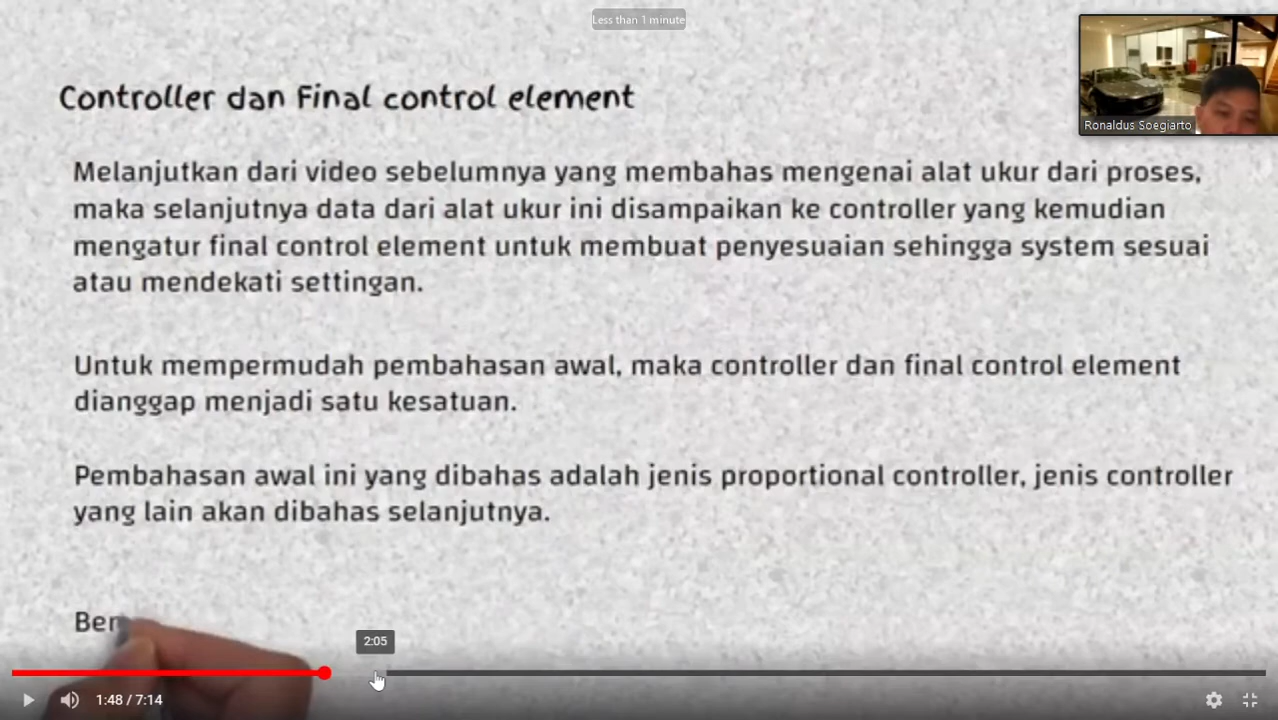 Less than 1 minute
Ronaldus Soegiarto
Controller dan Final control element
Melanjutkan dari video sebelumnya yang membahas mengenai alat ukur dari proses,
maka selanjutnya data dari alat ukur ini disampaikan ke controller yang kemudian
mengatur final control element untuk membuat penyesuaian sehingga system sesuai
atau mendekati settingan.
Untuk mempermudah pembahasan awal, maka controller dan final control element
dianggap menjadi satu kesatuan.
Pembahasan awal ini yang dibahas adalah jenis proportional controller, jenis controller
yang lain akan dibahas selanjutnya.
Ber
2:05
1:48 / 7:14